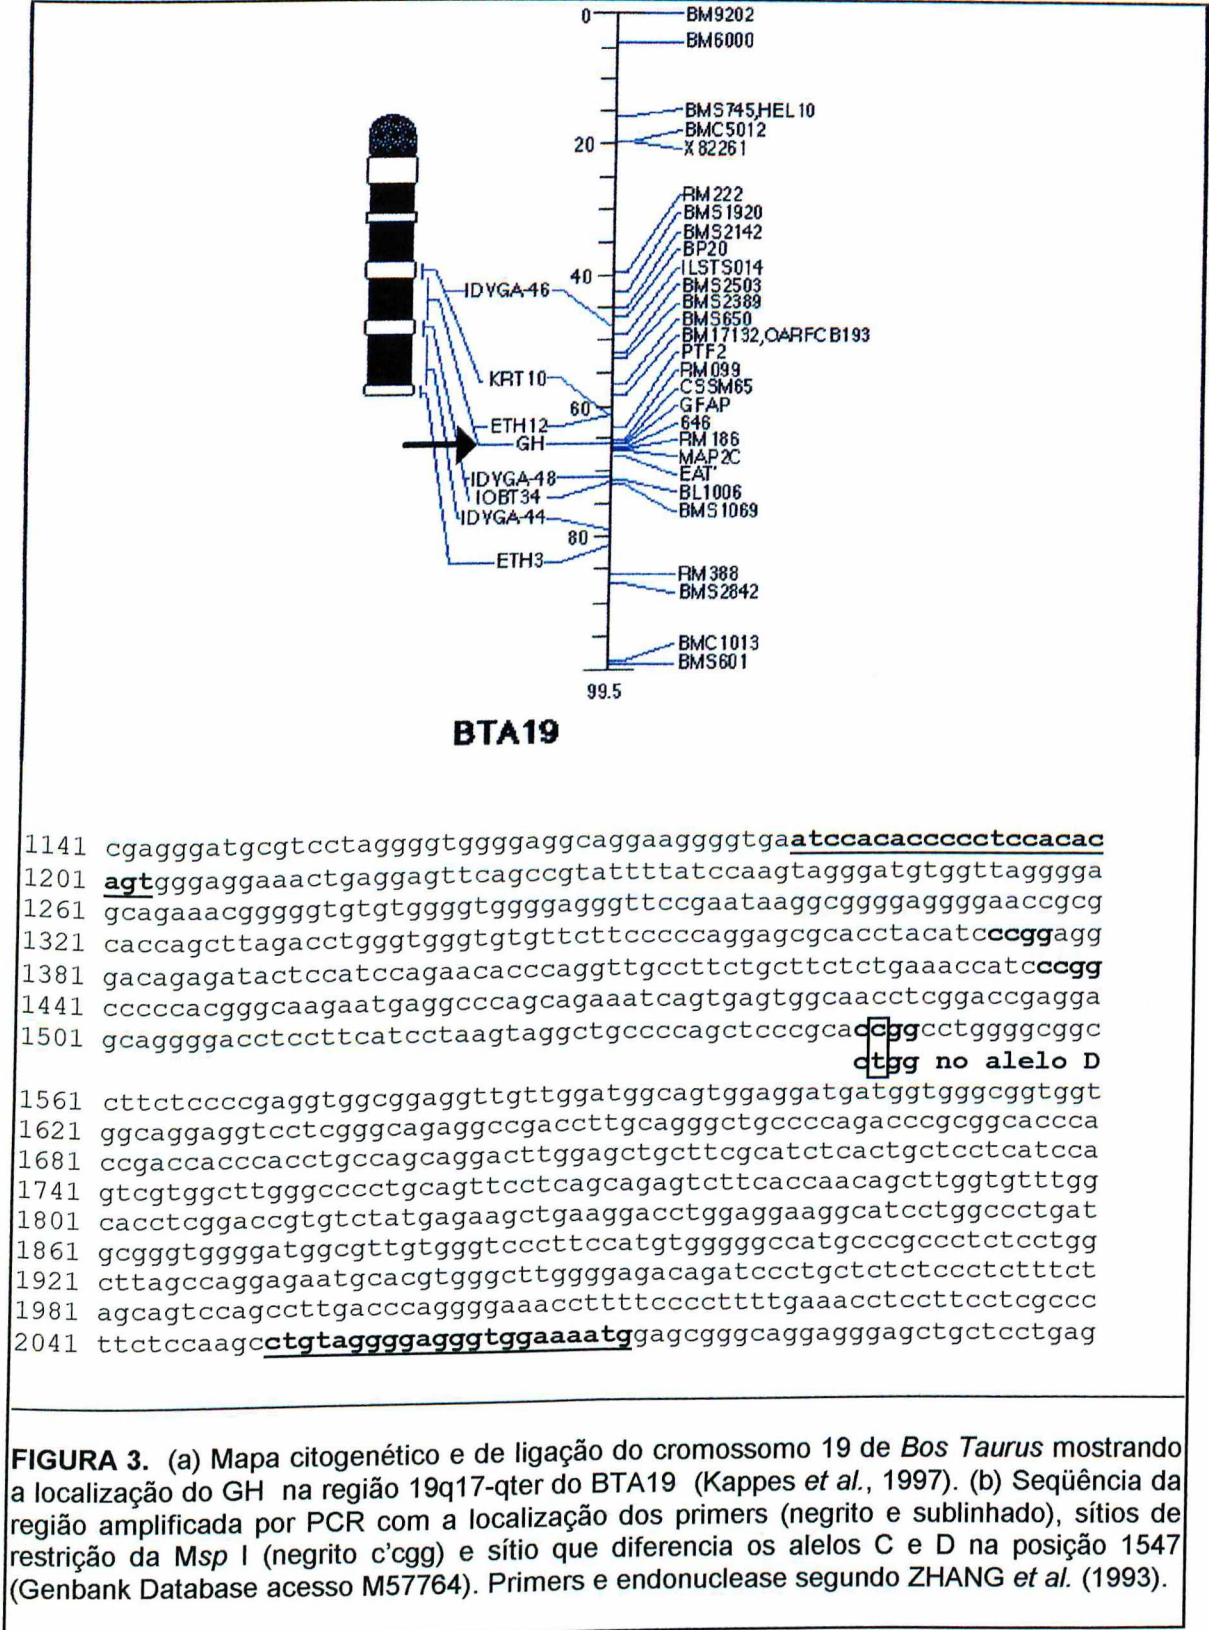 0
BM9202
BM6000
BMS745,HEL10
BMC5012
20
X82261
RM222
BMS1920
BMS2142
BP20
ILSTS014
40
BMS2503
IDVGA-46
BMS2389
BMS650
BM17132,OARFCB193
PTF2
KRT10
RM099
CSSM65
60
GFAP
ETH12
646
GH
RM186
MAP2C
EAT
IDVGA-48
BL1006
IOBT34
BMS1069
IDVGA-44
80
ETH3
RM388
BMS2842
BMC1013
BMS601
99.5
BTA19
1141 cgagggatgcgtcctaggggtggggaggcaggaaggggtgaatccacaccccctccacac
1201 agtgggaggaaactgaggagttcagccgtattttatccaagtagggatgtggttagggga
1261 gcagaaacgggggtgtgtggggtggggagggttccgaataaggcggggaggggaaccgcg
1321 caccagcttagacctgggtgggtgtgttcttcccccaggagcgcacctacatcccggagg
1381 gacagagatactccatccagaacacccaggttgccttctgcttctctgaaaccatcccgg
1441 cccccacgggcaagaatgaggcccagcagaaatcagtgagtggcaacctcggaccgagga
1501 gcaggggacctccttcatcctaagtaggctgccccagctcccgcaccggcctggggcggc
ctgg no alelo D
1561 cttctccccgaggtggcggaggttgttggatggcagtggaggatgatggtgggcggtggt
1621 ggcaggaggtcctcgggcagaggccgaccttgcagggctgccccagacccgcggcaccca
1681 ccgaccacccacctgccagcaggacttggagctgcttcgcatctcactgctcctcatcca
1741 gtcgtggcttgggcccctgcagttcctcagcagagtcttcaccaacagcttggtgtttgg
1801 cacctcggaccgtgtctatgagaagctgaaggacctggaggaaggcatcctggccctgat
1861 gcgggtggggatggcgttgtgggtcccttccatgtgggggccatgcccgccctctcctgg
1921 cttagccaggagaatgcacgtgggcttggggagacagatccctgctctctccctctttct
1981 agcagtccagccttgacccaggggaaaccttttccccttttgaaacctccttcctcgccc
2041 ttctccaagcctgtaggggagggtggaaaatggagcgggcaggagggagctgctcctgag
FIGURA 3. (a) Mapa citogenético e de ligação do cromossomo 19 de Bos Taurus mostrando
a localização do GH na região 19q17-qter do BTA19 (Kappes et al., 1997). (b) Seqüência da
região amplificada por PCR com a localização dos primers (negrito e sublinhado), sítios de
restrição da Msp I (negrito c'cgg) e sítio que diferencia os alelos C e D na posição 1547
(Genbank Database acesso M57764). Primers e endonuclease segundo ZHANG et al. (1993).